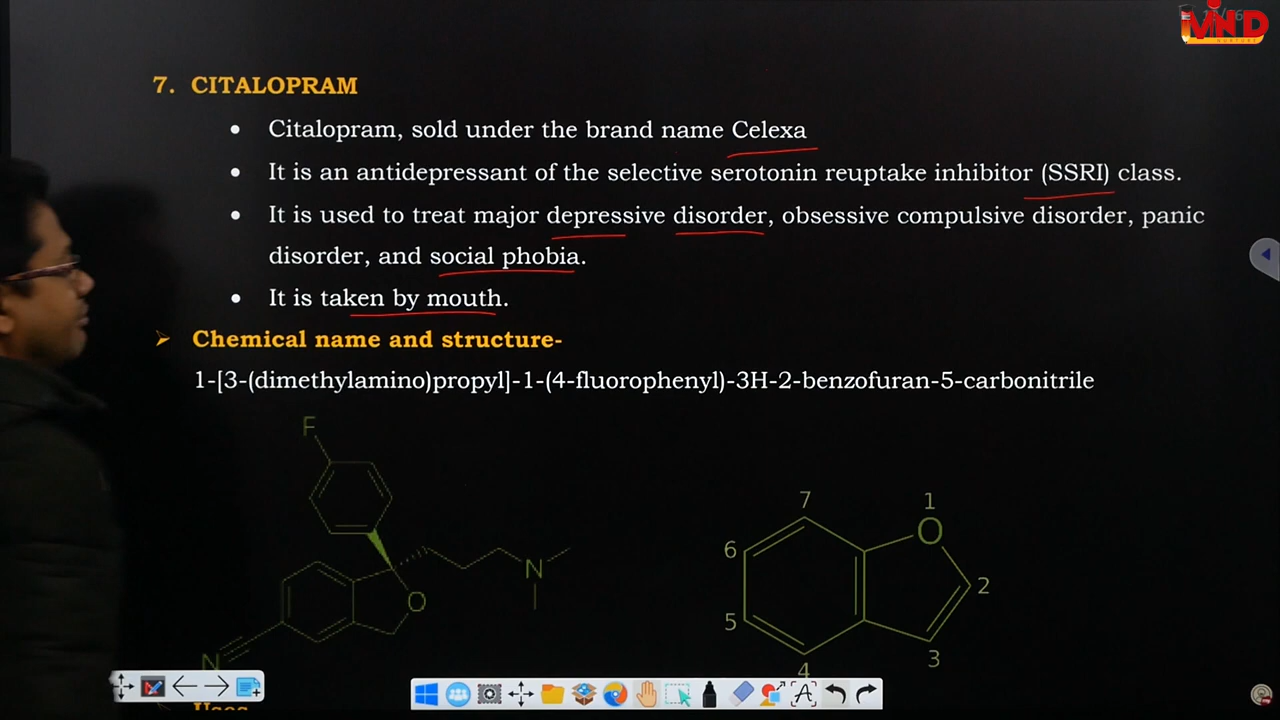 MIND
7. CITALOPRAM
• Citalopram, sold under the brand name Celexa
• It is an antidepressant of the selective serotonin reuptake inhibitor (SSRI) class.
• It is used to treat major depressive disorder, obsessive compulsive disorder, panic
disorder, and social phobia.
• It is taken by mouth.
➢ Chemical name and structure-
1-[3-(dimethylamino)propyl]-1-(4-fluorophenyl)-3H-2-benzofuran-5-carbonitrile
F
N
O
N
7
1
O
6
2
5
3
4
Uses